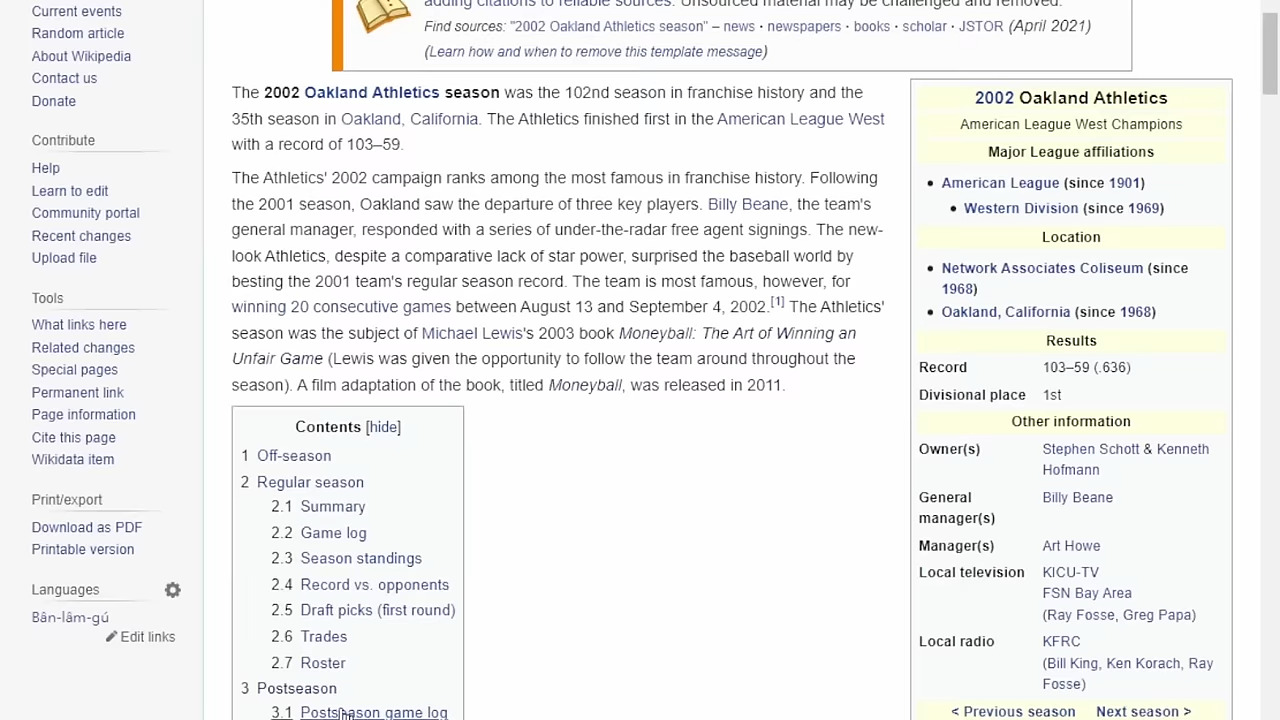 Current events
Random article
About Wikipedia
Contact us
Donate
Contribute
Help
Learn to edit
Community portal
Recent changes
Upload file
Tools
What links here
Related changes
Special pages
Permanent link
Page information
Cite this page
Wikidata item
Print/export
Download as PDF
Printable version
Languages
Bân-lâm-gú
Edit links
adding citations to reliable sources. Unsourced material may be challenged and removed.
Find sources: "2002 Oakland Athletics season" – news · newspapers · books · scholar · JSTOR (April 2021)
(Learn how and when to remove this template message)
The 2002 Oakland Athletics season was the 102nd season in franchise history and the
35th season in Oakland, California. The Athletics finished first in the American League West
with a record of 103–59.
The Athletics' 2002 campaign ranks among the most famous in franchise history. Following
the 2001 season, Oakland saw the departure of three key players. Billy Beane, the team's
general manager, responded with a series of under-the-radar free agent signings. The new-
look Athletics, despite a comparative lack of star power, surprised the baseball world by
besting the 2001 team's regular season record. The team is most famous, however, for
winning 20 consecutive games between August 13 and September 4, 2002.[1] The Athletics'
season was the subject of Michael Lewis's 2003 book Moneyball: The Art of Winning an
Unfair Game (Lewis was given the opportunity to follow the team around throughout the
season). A film adaptation of the book, titled Moneyball, was released in 2011.
Contents [hide]
1 Off-season
2 Regular season
2.1 Summary
2.2 Game log
2.3 Season standings
2.4 Record vs. opponents
2.5 Draft picks (first round)
2.6 Trades
2.7 Roster
3 Postseason
3.1 Postseason game log
2002 Oakland Athletics
American League West Champions
Major League affiliations
• American League (since 1901)
• Western Division (since 1969)
Location
• Network Associates Coliseum (since
1968)
• Oakland, California (since 1968)
Results
Record 103–59 (.636)
Divisional place 1st
Other information
Owner(s) Stephen Schott & Kenneth
Hofmann
General Billy Beane
manager(s)
Manager(s) Art Howe
Local television KICU-TV
FSN Bay Area
(Ray Fosse, Greg Papa)
Local radio KFRC
(Bill King, Ken Korach, Ray
Fosse)
< Previous season Next season >